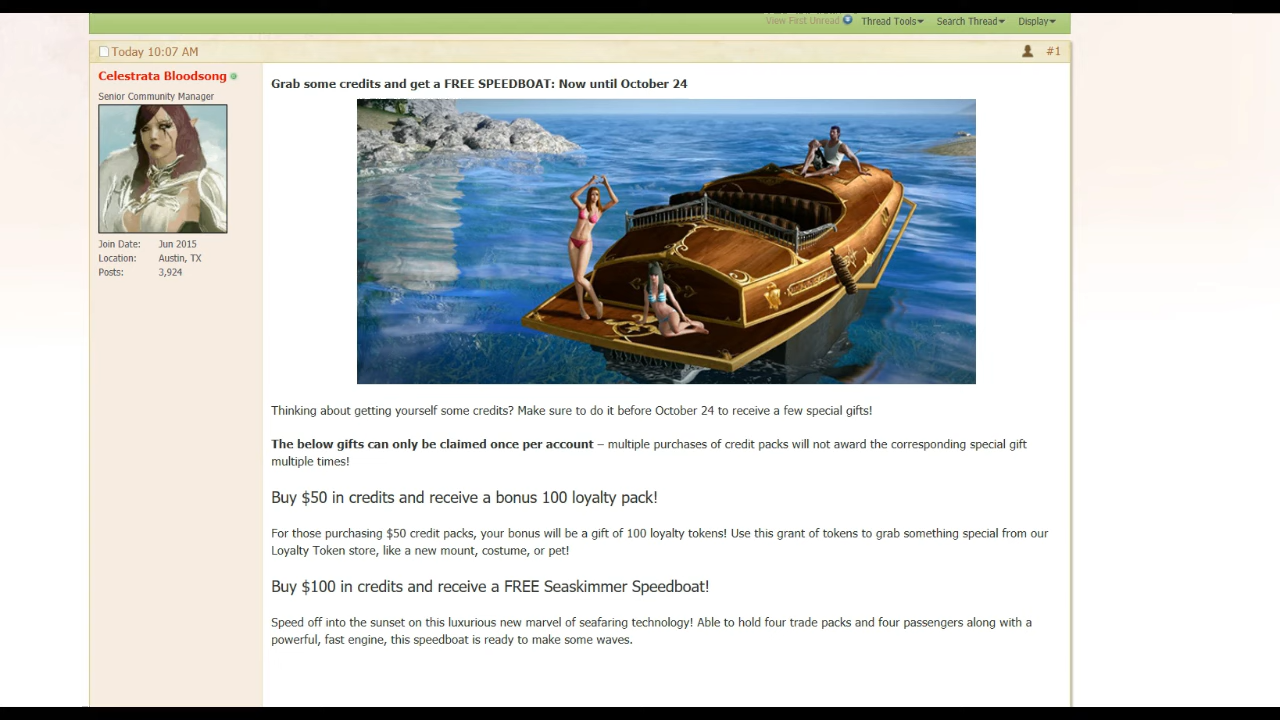 View First Unread Thread Tools Search Thread Display
Today 10:07 AM #1
Celestrata Bloodsong
Senior Community Manager
Join Date: Jun 2015
Location: Austin, TX
Posts: 3,924
Grab some credits and get a FREE SPEEDBOAT: Now until October 24
Thinking about getting yourself some credits? Make sure to do it before October 24 to receive a few special gifts!
The below gifts can only be claimed once per account – multiple purchases of credit packs will not award the corresponding special gift
multiple times!
Buy $50 in credits and receive a bonus 100 loyalty pack!
For those purchasing $50 credit packs, your bonus will be a gift of 100 loyalty tokens! Use this grant of tokens to grab something special from our
Loyalty Token store, like a new mount, costume, or pet!
Buy $100 in credits and receive a FREE Seaskimmer Speedboat!
Speed off into the sunset on this luxurious new marvel of seafaring technology! Able to hold four trade packs and four passengers along with a
powerful, fast engine, this speedboat is ready to make some waves.